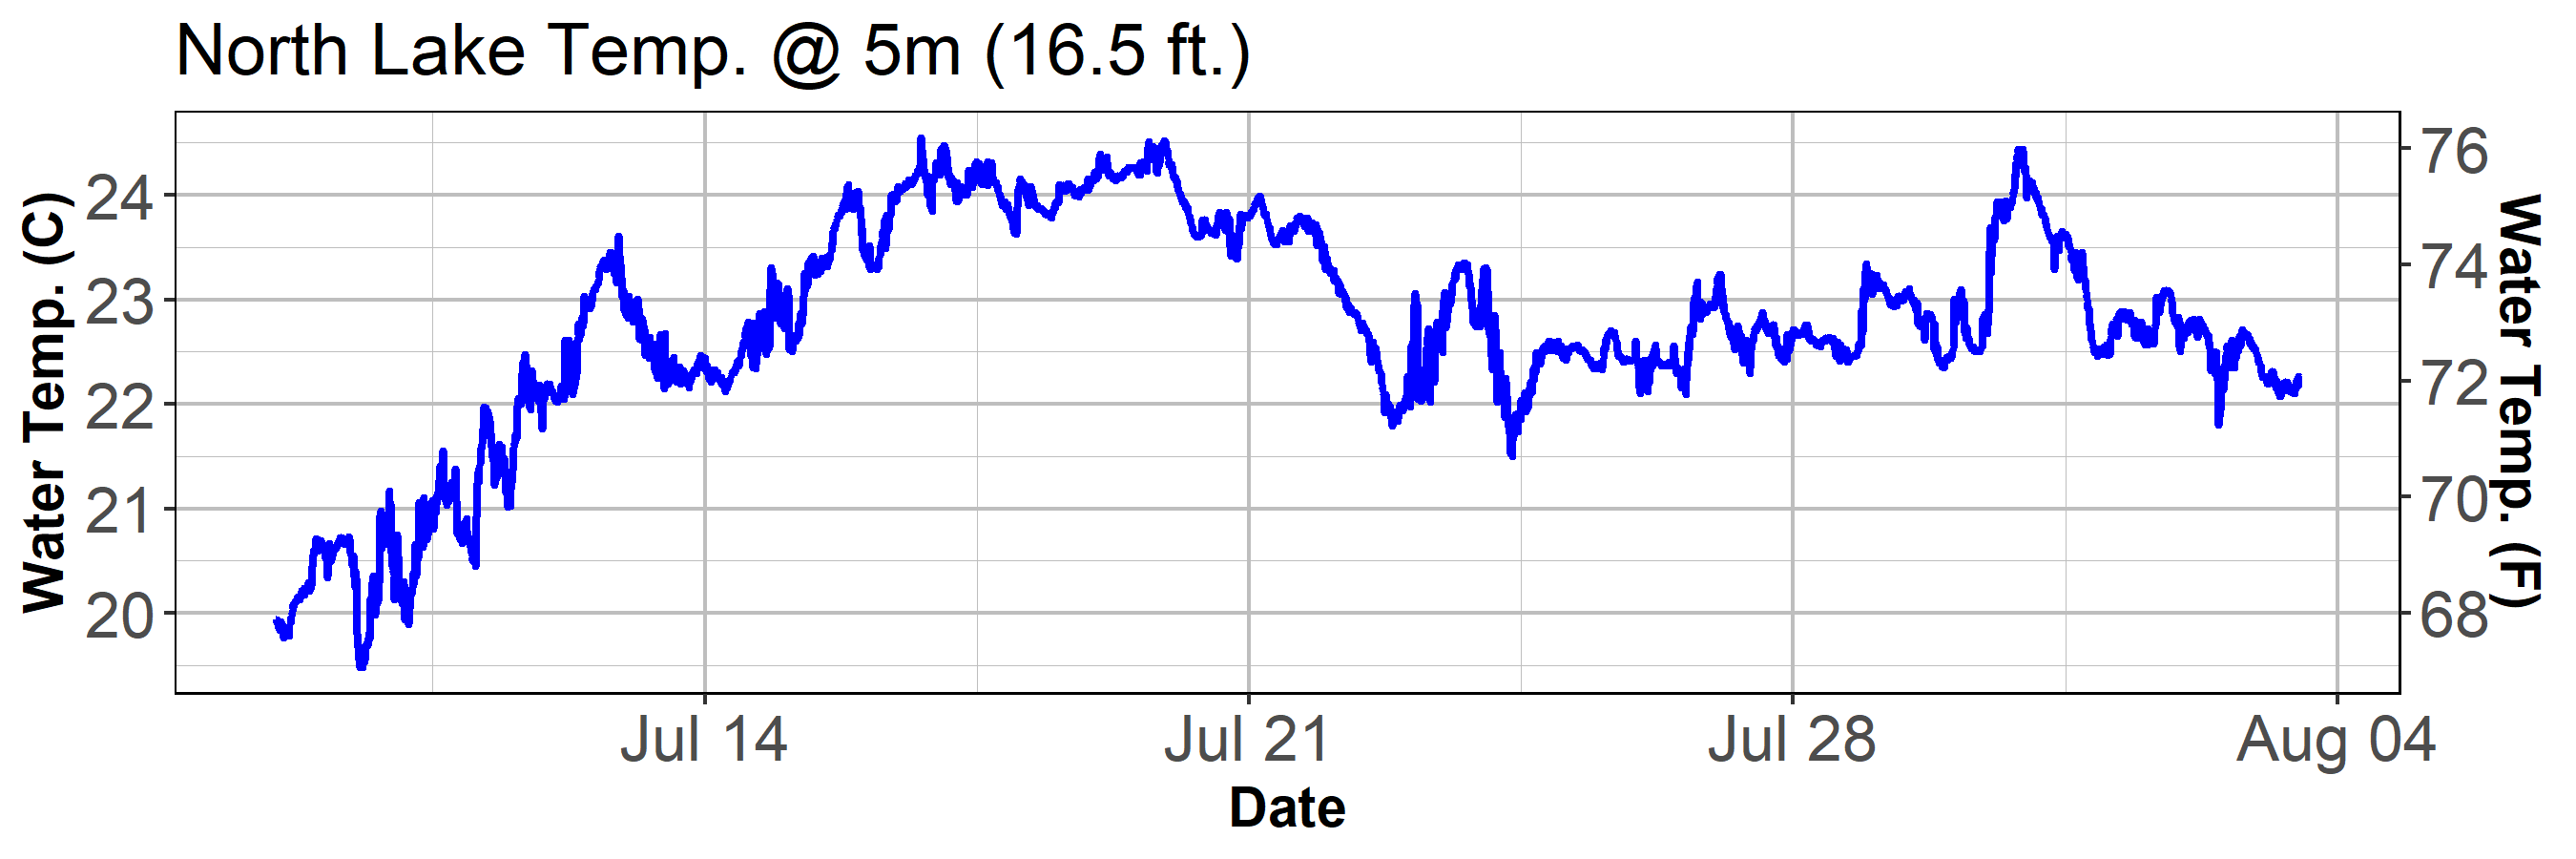 North Lake Temp. @ 5m (16.5 ft.)
Water Temp. (C)
24
23
22
21
20
76
74
72
70
68
Water Temp. (F)
Jul 14 Jul 21 Jul 28 Aug 04
Date